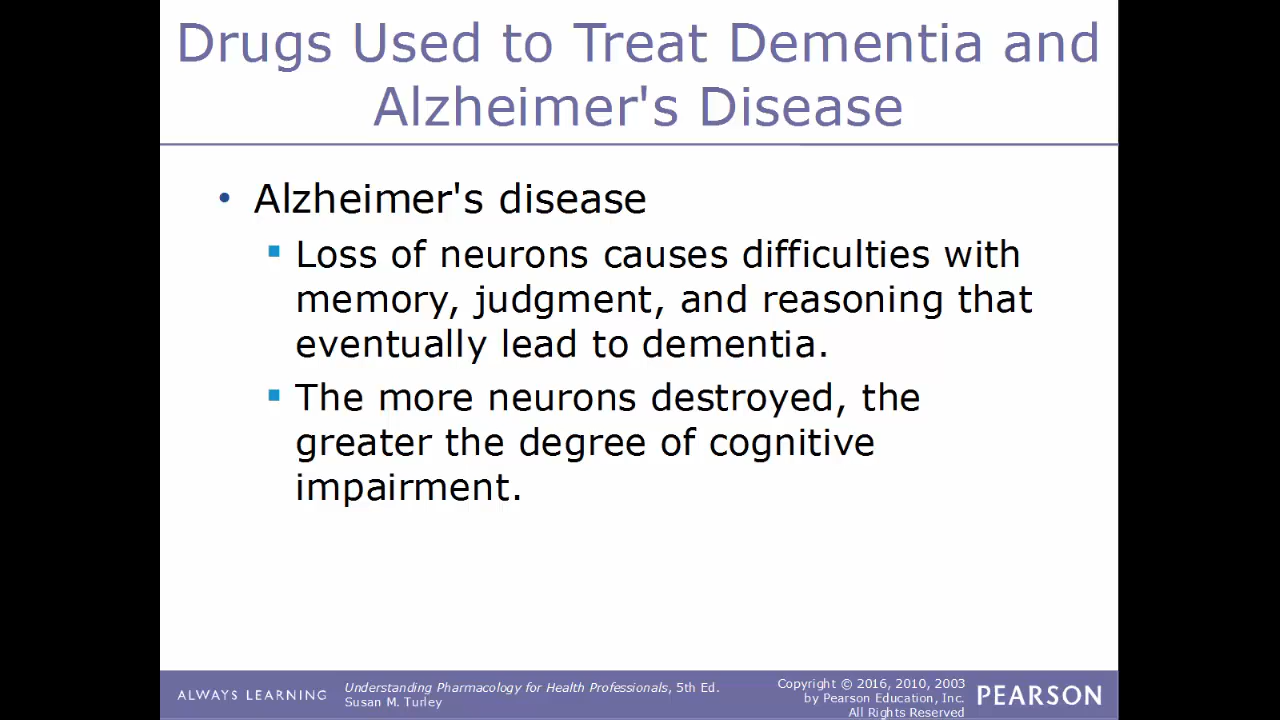 Drugs Used to Treat Dementia and
Alzheimer's Disease
• Alzheimer's disease
▪ Loss of neurons causes difficulties with
memory, judgment, and reasoning that
eventually lead to dementia.
▪ The more neurons destroyed, the
greater the degree of cognitive
impairment.
ALWAYS LEARNING
Understanding Pharmacology for Health Professionals, 5th Ed.
Susan M. Turley
Copyright © 2016, 2010, 2003
by Pearson Education, Inc.
All Rights Reserved
PEARSON